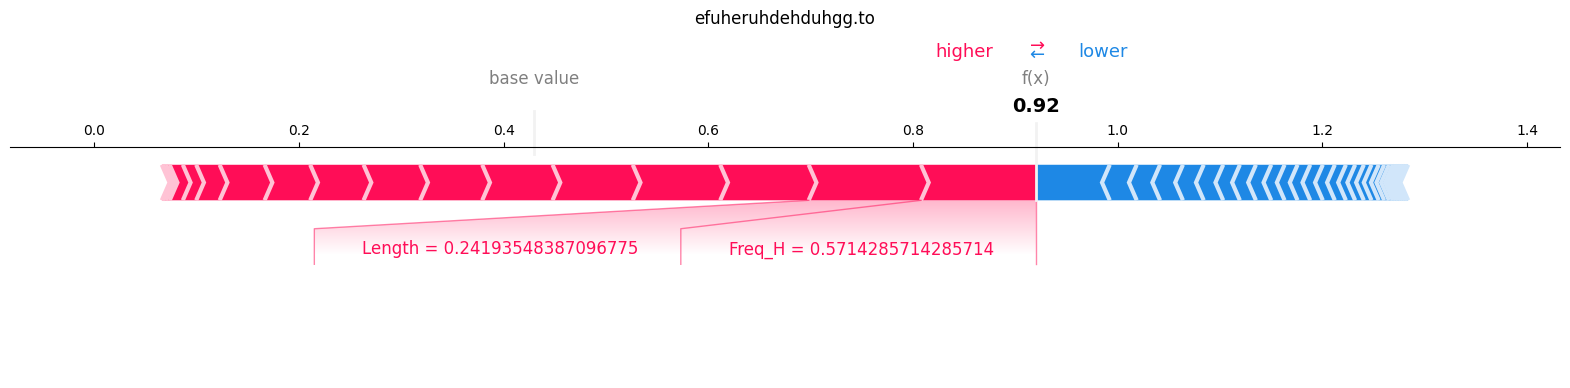 efuheruhdehduhgg.to
higher → ← lower
base value f(x)
0.92
0.0 0.2 0.4 0.6 0.8 1.0 1.2 1.4
Length = 0.24193548387096775 Freq_H = 0.5714285714285714